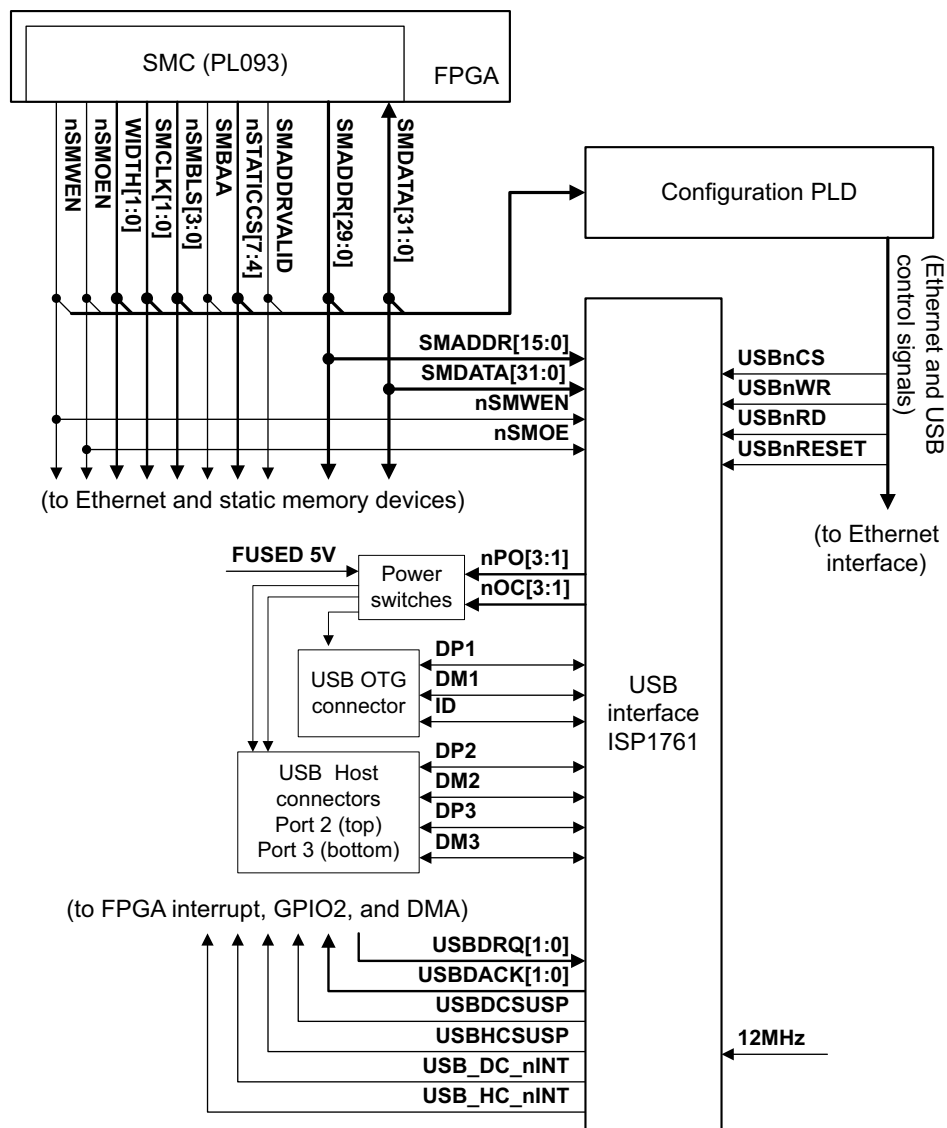 SMC (PL093)
FPGA
nSMWEN
nSMOEN
WIDTH[1:0]
SMCLK[1:0]
nSMBLS[3:0]
SMBAA
nSTATICCS[7:4]
SMADDRVALID
SMADDR[29:0]
SMDATA[31:0]
Configuration PLD
(Ethernet and USB
control signals)
SMADDR[15:0]
SMDATA[31:0]
nSMWEN
nSMOE
USBnCS
USBnWR
USBnRD
USBnRESET
(to Ethernet and static memory devices)
(to Ethernet
interface)
FUSED 5V
Power
switches
nPO[3:1]
nOC[3:1]
USB OTG
connector
DP1
DM1
ID
USB
interface
ISP1761
USB Host
connectors
Port 2 (top)
Port 3 (bottom)
DP2
DM2
DP3
DM3
(to FPGA interrupt, GPIO2, and DMA)
USBDRQ[1:0]
USBDACK[1:0]
USBDCSUSP
USBHCSUSP
USB_DC_nINT
USB_HC_nINT
12MHz